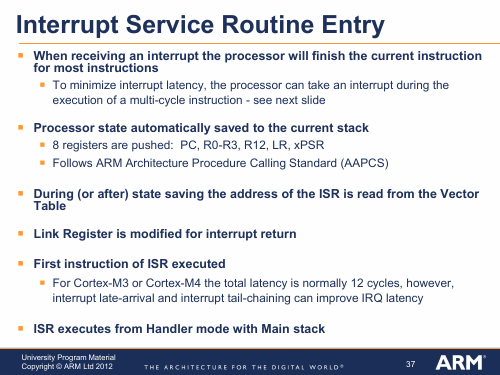 Interrupt Service Routine Entry
When receiving an interrupt the processor will finish the current instruction
for most instructions
To minimize interrupt latency, the processor can take an interrupt during the
execution of a multi-cycle instruction - see next slide
Processor state automatically saved to the current stack
8 registers are pushed: PC, R0-R3, R12, LR, xPSR
Follows ARM Architecture Procedure Calling Standard (AAPCS)
During (or after) state saving the address of the ISR is read from the Vector
Table
Link Register is modified for interrupt return
First instruction of ISR executed
For Cortex-M3 or Cortex-M4 the total latency is normally 12 cycles, however,
interrupt late-arrival and interrupt tail-chaining can improve IRQ latency
ISR executes from Handler mode with Main stack
University Program Material
Copyright © ARM Ltd 2012
THE ARCHITECTURE FOR THE DIGITAL WORLD®
37
ARM®